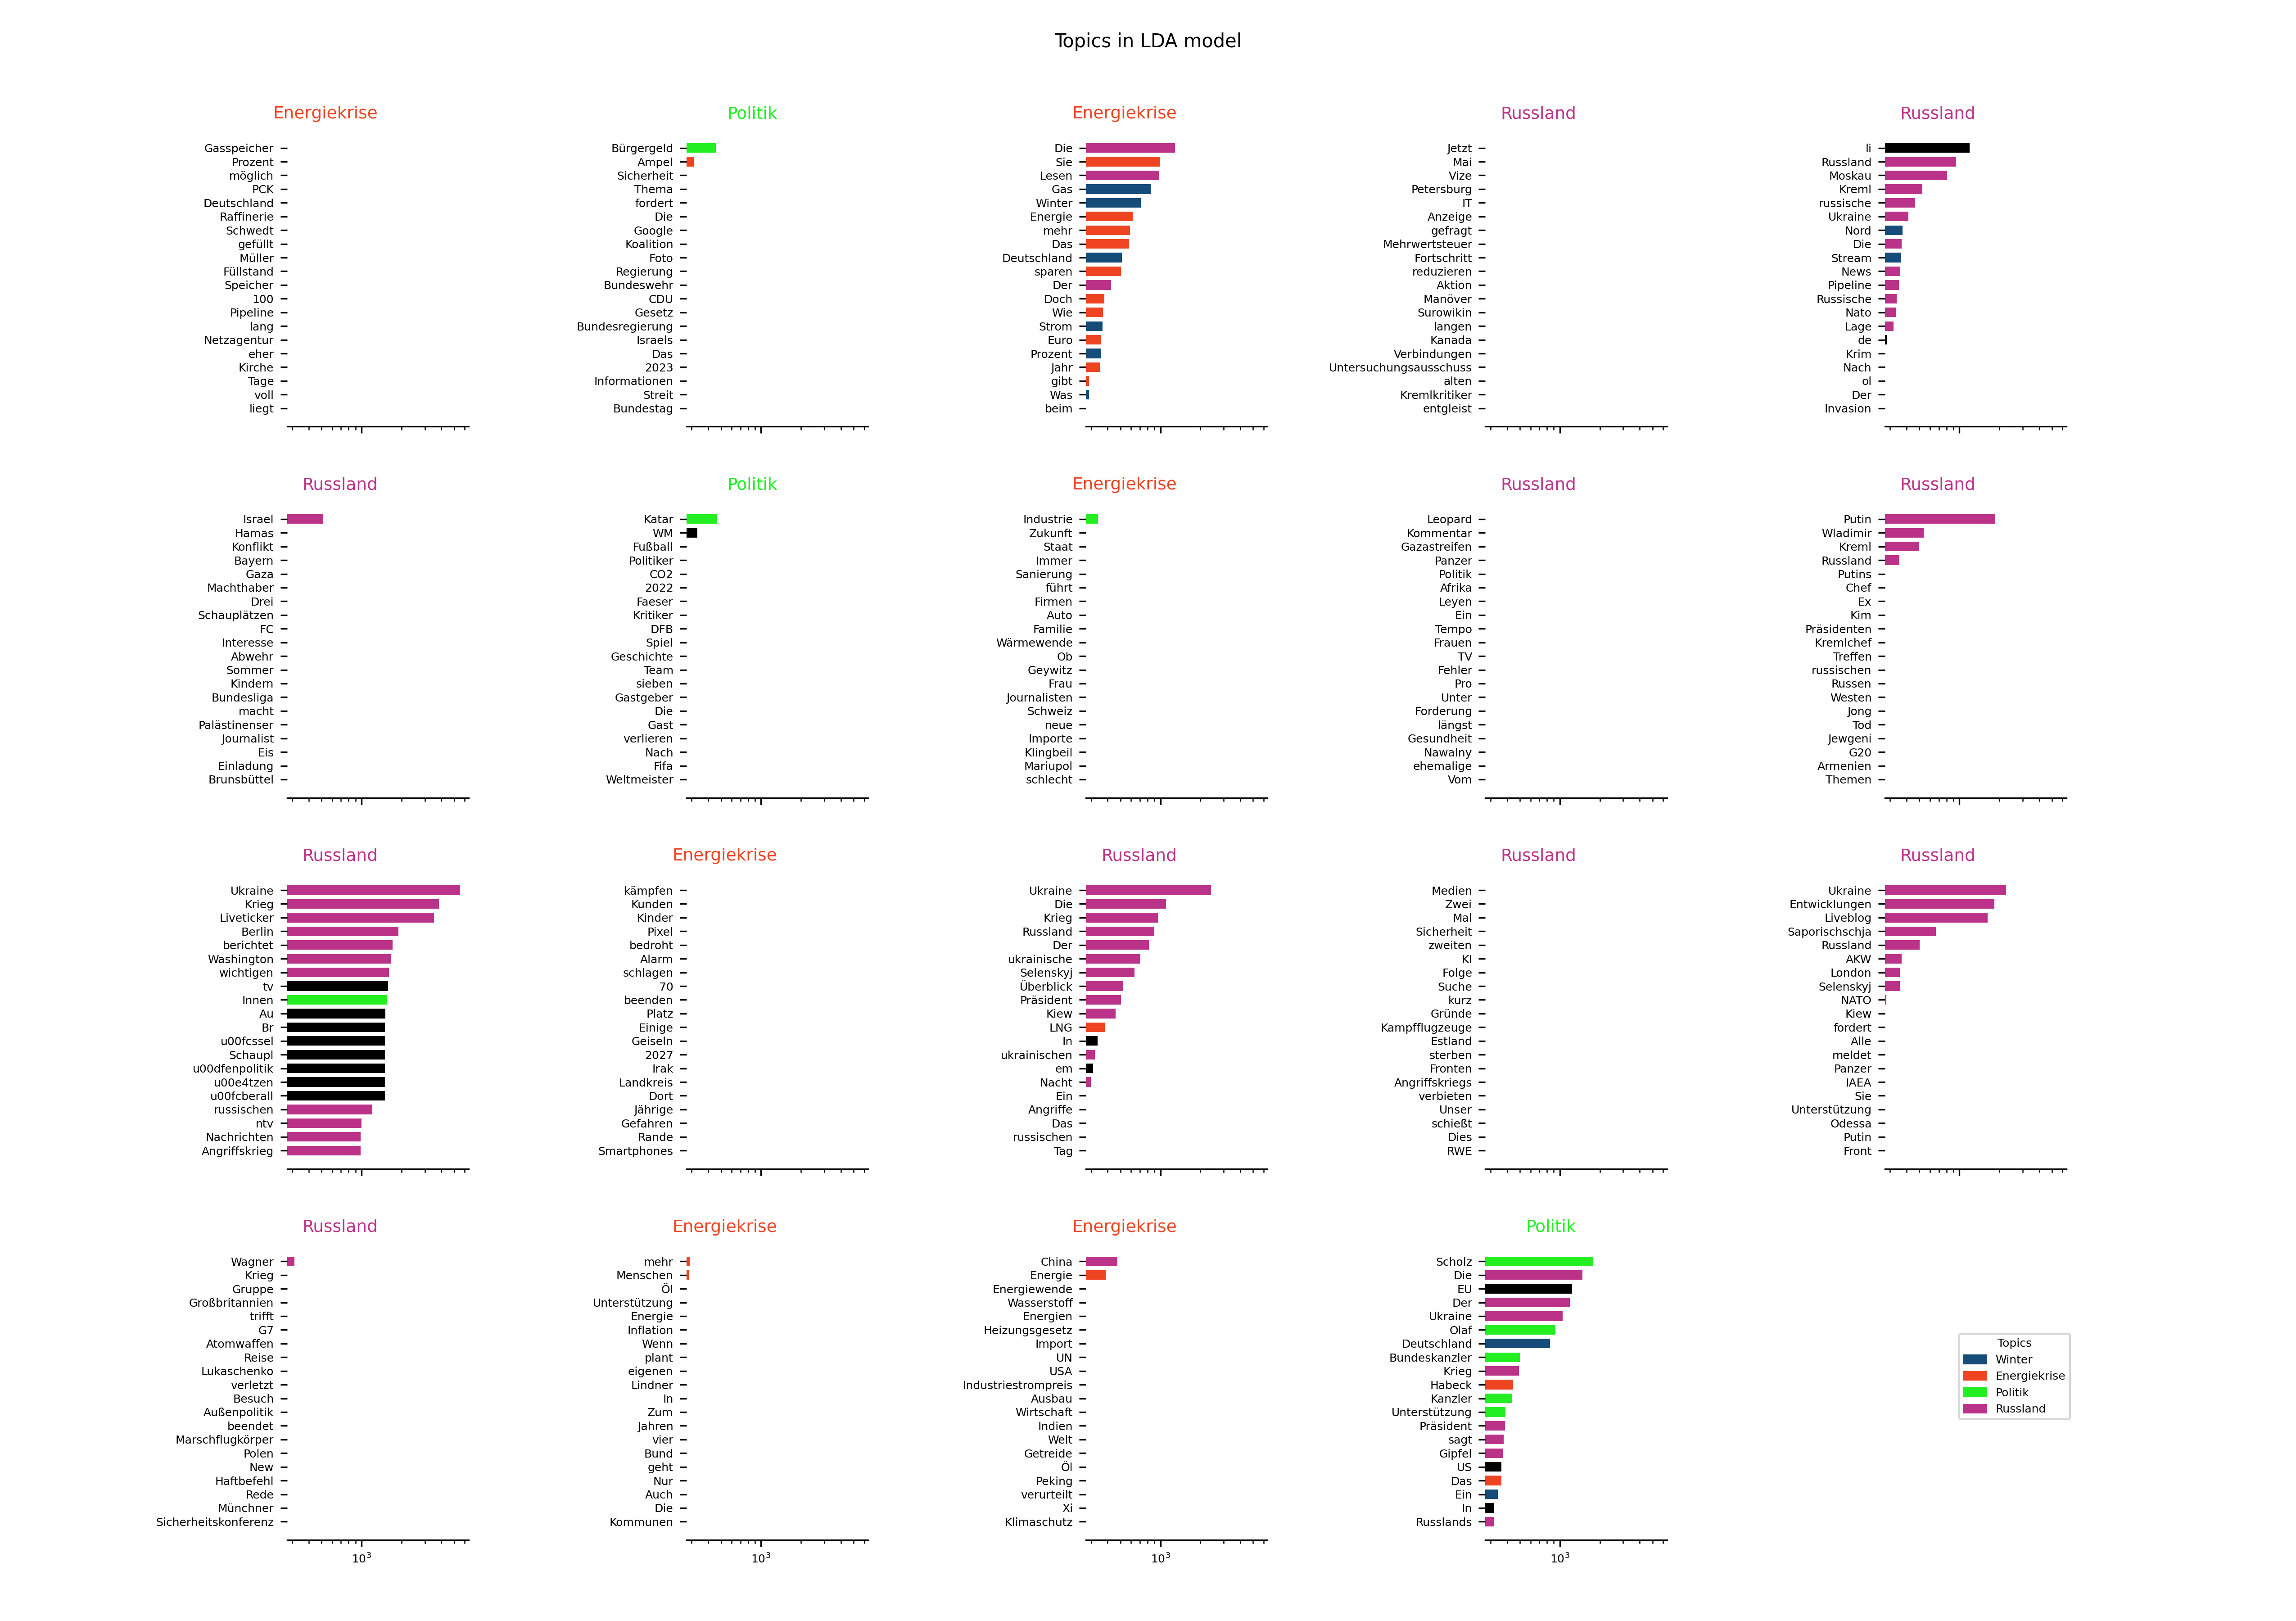 Topics in LDA model
Energiekrise
Gasspeicher
Prozent
möglich
PCK
Deutschland
Raffinerie
Schwedt
gefüllt
Müller
Füllstand
Speicher
100
Pipeline
lang
Netzagentur
eher
Kirche
Tage
voll
liegt
Politik
Bürgergeld
Ampel
Sicherheit
Thema
fordert
Die
Google
Koalition
Foto
Regierung
Bundeswehr
CDU
Gesetz
Bundesregierung
Israels
Das
2023
Informationen
Streit
Bundestag
Energiekrise
Die
Sie
Lesen
Gas
Winter
Energie
mehr
Das
Deutschland
sparen
Der
Doch
Wie
Strom
Euro
Prozent
Jahr
gibt
Was
beim
Russland
Jetzt
Mai
Vize
Petersburg
IT
Anzeige
gefragt
Mehrwertsteuer
Fortschritt
reduzieren
Aktion
Manöver
Surowikin
langen
Kanada
Verbindungen
Untersuchungsausschuss
alten
Kremlkritiker
entgleist
Russland
li
Russland
Moskau
Kreml
russische
Ukraine
Nord
Die
Stream
News
Pipeline
Russische
Nato
Lage
de
Krim
Nach
ol
Der
Invasion
Russland
Israel
Hamas
Konflikt
Bayern
Gaza
Machthaber
Drei
Schauplätzen
FC
Interesse
Abwehr
Sommer
Kindern
Bundesliga
macht
Palästinenser
Journalist
Eis
Einladung
Brunsbüttel
Politik
Katar
WM
Fußball
Politiker
CO2
2022
Faeser
Kritiker
DFB
Spiel
Geschichte
Team
sieben
Gastgeber
Die
Gast
verlieren
Nach
Fifa
Weltmeister
Energiekrise
Industrie
Zukunft
Staat
Immer
Sanierung
führt
Firmen
Auto
Familie
Wärmewende
Ob
Geywitz
Frau
Journalisten
Schweiz
neue
Importe
Klingbeil
Mariupol
schlecht
Russland
Leopard
Kommentar
Gazastreifen
Panzer
Politik
Afrika
Leyen
Ein
Tempo
Frauen
TV
Fehler
Pro
Unter
Forderung
längst
Gesundheit
Nawalny
ehemalige
Vom
Russland
Putin
Wladimir
Kreml
Russland
Putins
Chef
Ex
Kim
Präsidenten
Kremlchef
Treffen
russischen
Russen
Westen
Jong
Tod
Jewgeni
G20
Armenien
Themen
Russland
Ukraine
Krieg
Liveticker
Berlin
berichtet
Washington
wichtigen
tv
Innen
Au
Br
u00fcssel
Schaupl
u00dfenpolitik
u00e4tzen
u00fcberall
russischen
ntv
Nachrichten
Angriffskrieg
Energiekrise
kämpfen
Kunden
Kinder
Pixel
bedroht
Alarm
schlagen
70
beenden
Platz
Einige
Geiseln
2027
Irak
Landkreis
Dort
Jährige
Gefahren
Rande
Smartphones
Russland
Ukraine
Die
Krieg
Russland
Der
ukrainische
Selenskyj
Überblick
Präsident
Kiew
LNG
In
ukrainischen
em
Nacht
Ein
Angriffe
Das
russischen
Tag
Russland
Medien
Zwei
Mal
Sicherheit
zweiten
KI
Folge
Suche
kurz
Gründe
Kampfflugzeuge
Estland
sterben
Fronten
Angriffskriegs
verbieten
Unser
schießt
Dies
RWE
Russland
Ukraine
Entwicklungen
Liveblog
Saporischschja
Russland
AKW
London
Selenskyj
NATO
Kiew
fordert
Alle
meldet
Panzer
IAEA
Sie
Unterstützung
Odessa
Putin
Front
Russland
Wagner
Krieg
Gruppe
Großbritannien
trifft
G7
Atomwaffen
Reise
Lukaschenko
verletzt
Besuch
Außenpolitik
beendet
Marschflugkörper
Polen
New
Haftbefehl
Rede
Münchner
Sicherheitskonferenz
10³
Energiekrise
mehr
Menschen
Öl
Unterstützung
Energie
Inflation
Wenn
plant
eigenen
Lindner
In
Zum
Jahren
vier
Bund
geht
Nur
Auch
Die
Kommunen
10³
Energiekrise
China
Energie
Energiewende
Wasserstoff
Energien
Heizungsgesetz
Import
UN
USA
Industriestrompreis
Ausbau
Wirtschaft
Indien
Welt
Getreide
Öl
Peking
verurteilt
Xi
Klimaschutz
10³
Politik
Scholz
Die
EU
Der
Ukraine
Olaf
Deutschland
Bundeskanzler
Krieg
Habeck
Kanzler
Unterstützung
Präsident
sagt
Gipfel
US
Das
Ein
In
Russlands
10³
Topics
Winter
Energiekrise
Politik
Russland